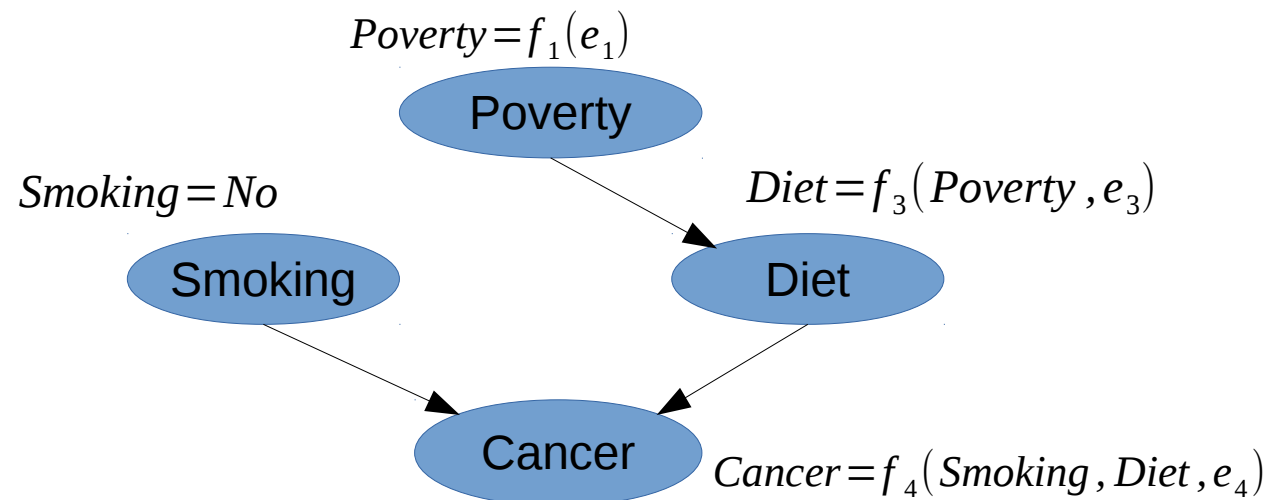 Poverty=f₁(e₁)
Poverty
Smoking=No
Diet=f₃(Poverty,e₃)
Smoking
Diet
Cancer
Cancer=f₄(Smoking,Diet,e₄)